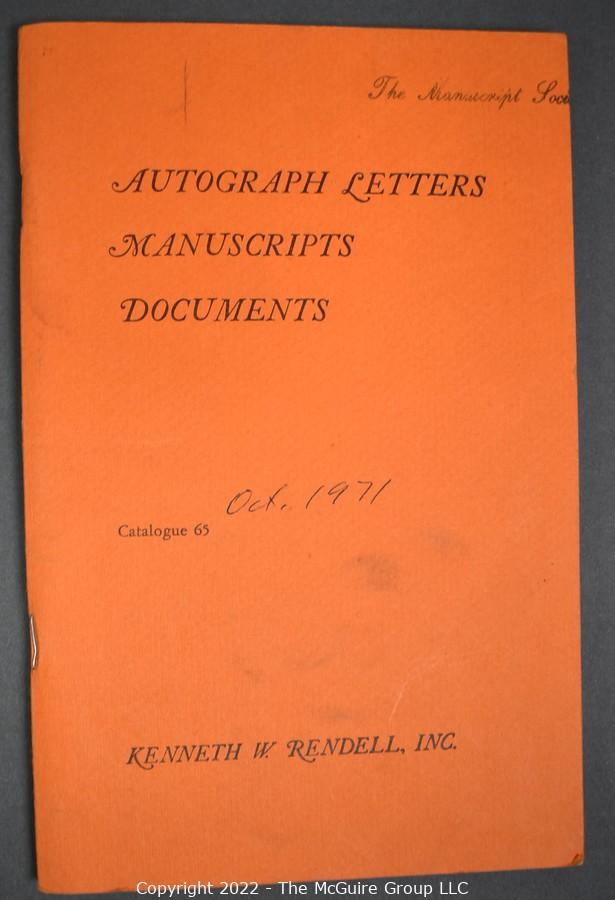 The Manuscript
AUTOGRAPH LETTERS
MANUSCRIPTS
DOCUMENTS
Oct. 1971
Catalogue 65
KENNETH W. RENDELL, INC.
Copyright 2022 - The McGuire Group LLC